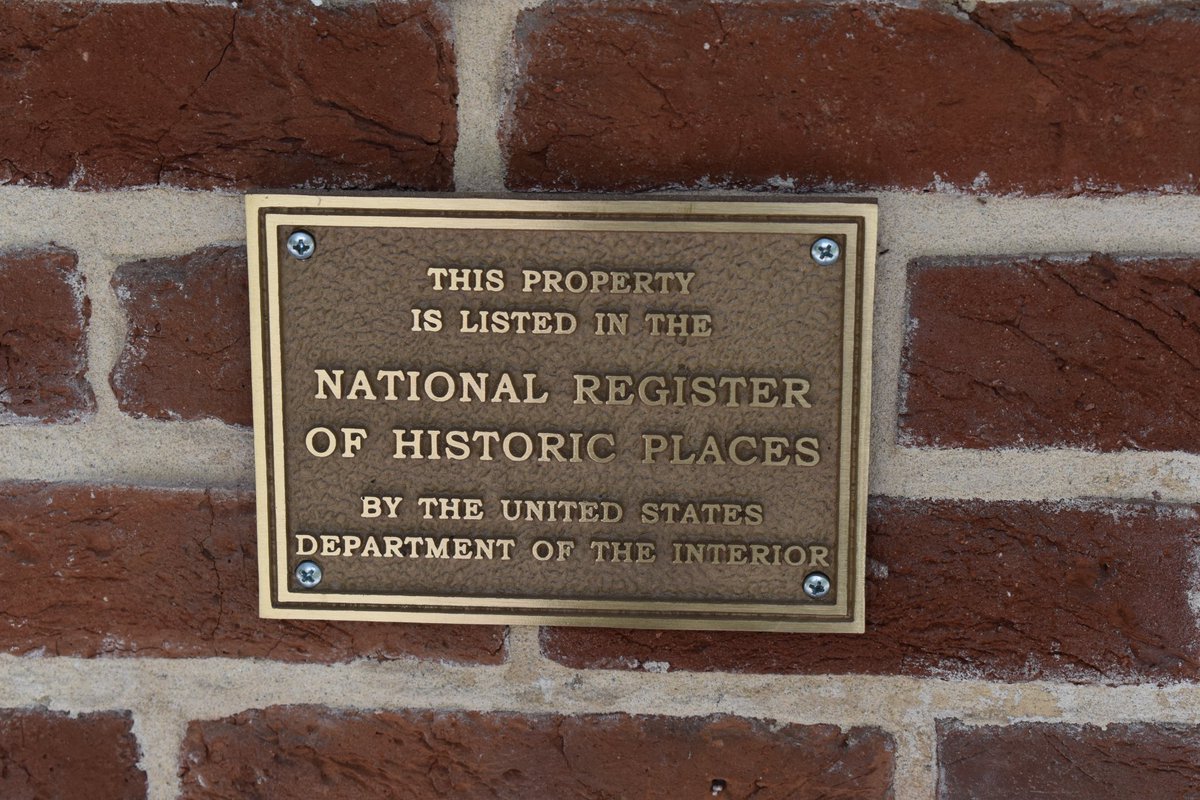 THIS PROPERTY
IS LISTED IN THE
NATIONAL REGISTER
OF HISTORIC PLACES
BY THE UNITED STATES
DEPARTMENT OF THE INTERIOR